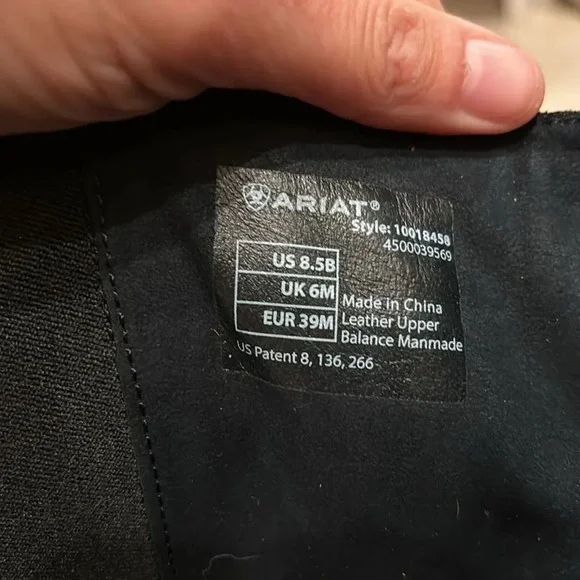 ARIAT®
Style: 10018450
4500039569
US 8.5B
UK 6M
EUR 39M
Made in China
Leather Upper
Balance Manmade
US Patent 8, 136, 266